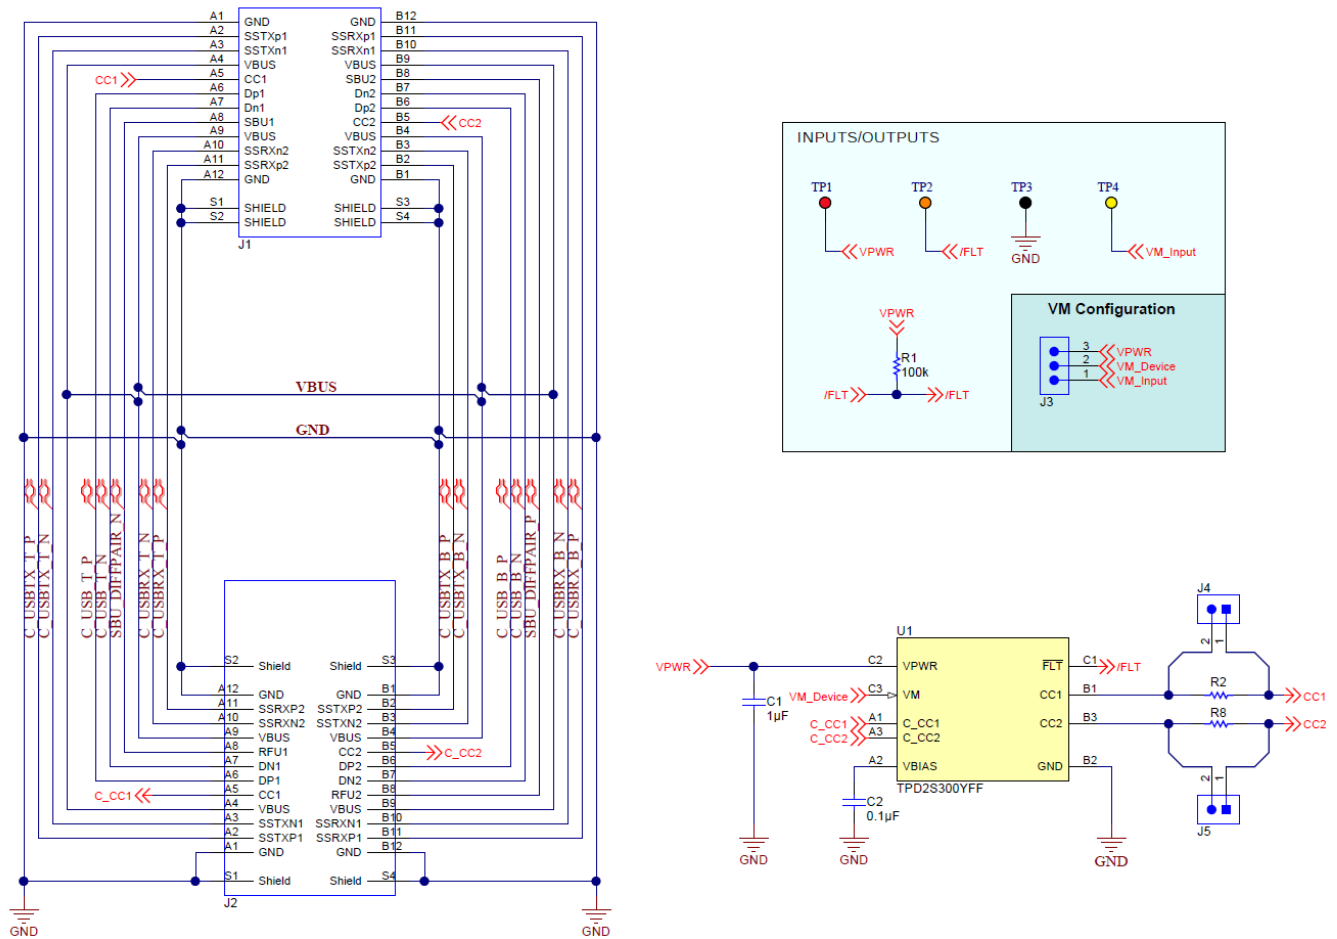 A1 GND GND B12
A2 SSTXp1 SSRXp1 B11
A3 SSTXn1 SSRXn1 B10
A4 VBUS VBUS B9
CC1 A5 CC1 SBU2 B8
A6 Dp1 Dn2 B7
A7 Dn1 Dp2 B6
A8 SBU1 CC2 B5 CC2
A9 VBUS VBUS B4
A10 SSRXn2 SSTXn2 B3
A11 SSRXp2 SSTXp2 B2
A12 GND GND B1
S1 SHIELD SHIELD S3
S2 SHIELD SHIELD S4
J1
VBUS
GND
C_USBTX_T_P
C_USBTX_T_N
C_USB_T_P
C_USB_T_N
SBU_DIFFPAIR_N
C_USBRX_T_N
C_USBRX_T_P
C_USBTX_B_P
C_USBTX_B_N
C_USB_B_P
C_USB_B_N
SBU_DIFFPAIR_P
C_USBRX_B_N
C_USBRX_B_P
S2 Shield Shield S3
A12 GND GND B1
A11 SSRXP2 SSTXP2 B2
A10 SSRXN2 SSTXN2 B3
A9 VBUS VBUS B4
A8 RFU1 CC2 B5 C_CC2
A7 DN1 DP2 B6
A6 DP1 DN2 B7
C_CC1 A5 CC1 RFU2 B8
A4 VBUS VBUS B9
A3 SSTXN1 SSRXN1 B10
A2 SSTXP1 SSRXP1 B11
A1 GND GND B12
S1 Shield Shield S4
J2
GND
GND
INPUTS/OUTPUTS
TP1 TP2 TP3 TP4
VPWR /FLT GND VM_Input
VPWR
R1
100k
/FLT /FLT
VM Configuration
3 VPWR
2 VM_Device
1 VM_Input
J3
U1
VPWR C2 VPWR FLT C1 /FLT
VM_Device C3 VM CC1 B1
C_CC1 A1 C_CC1 CC2 B3
C_CC2 A3 C_CC2
A2 VBIAS GND B2
TPD2S300YFF
C1
1µF
C2
0.1µF
GND
GND
GND
J4
2 1
R2
CC1
R8
CC2
2 1
J5